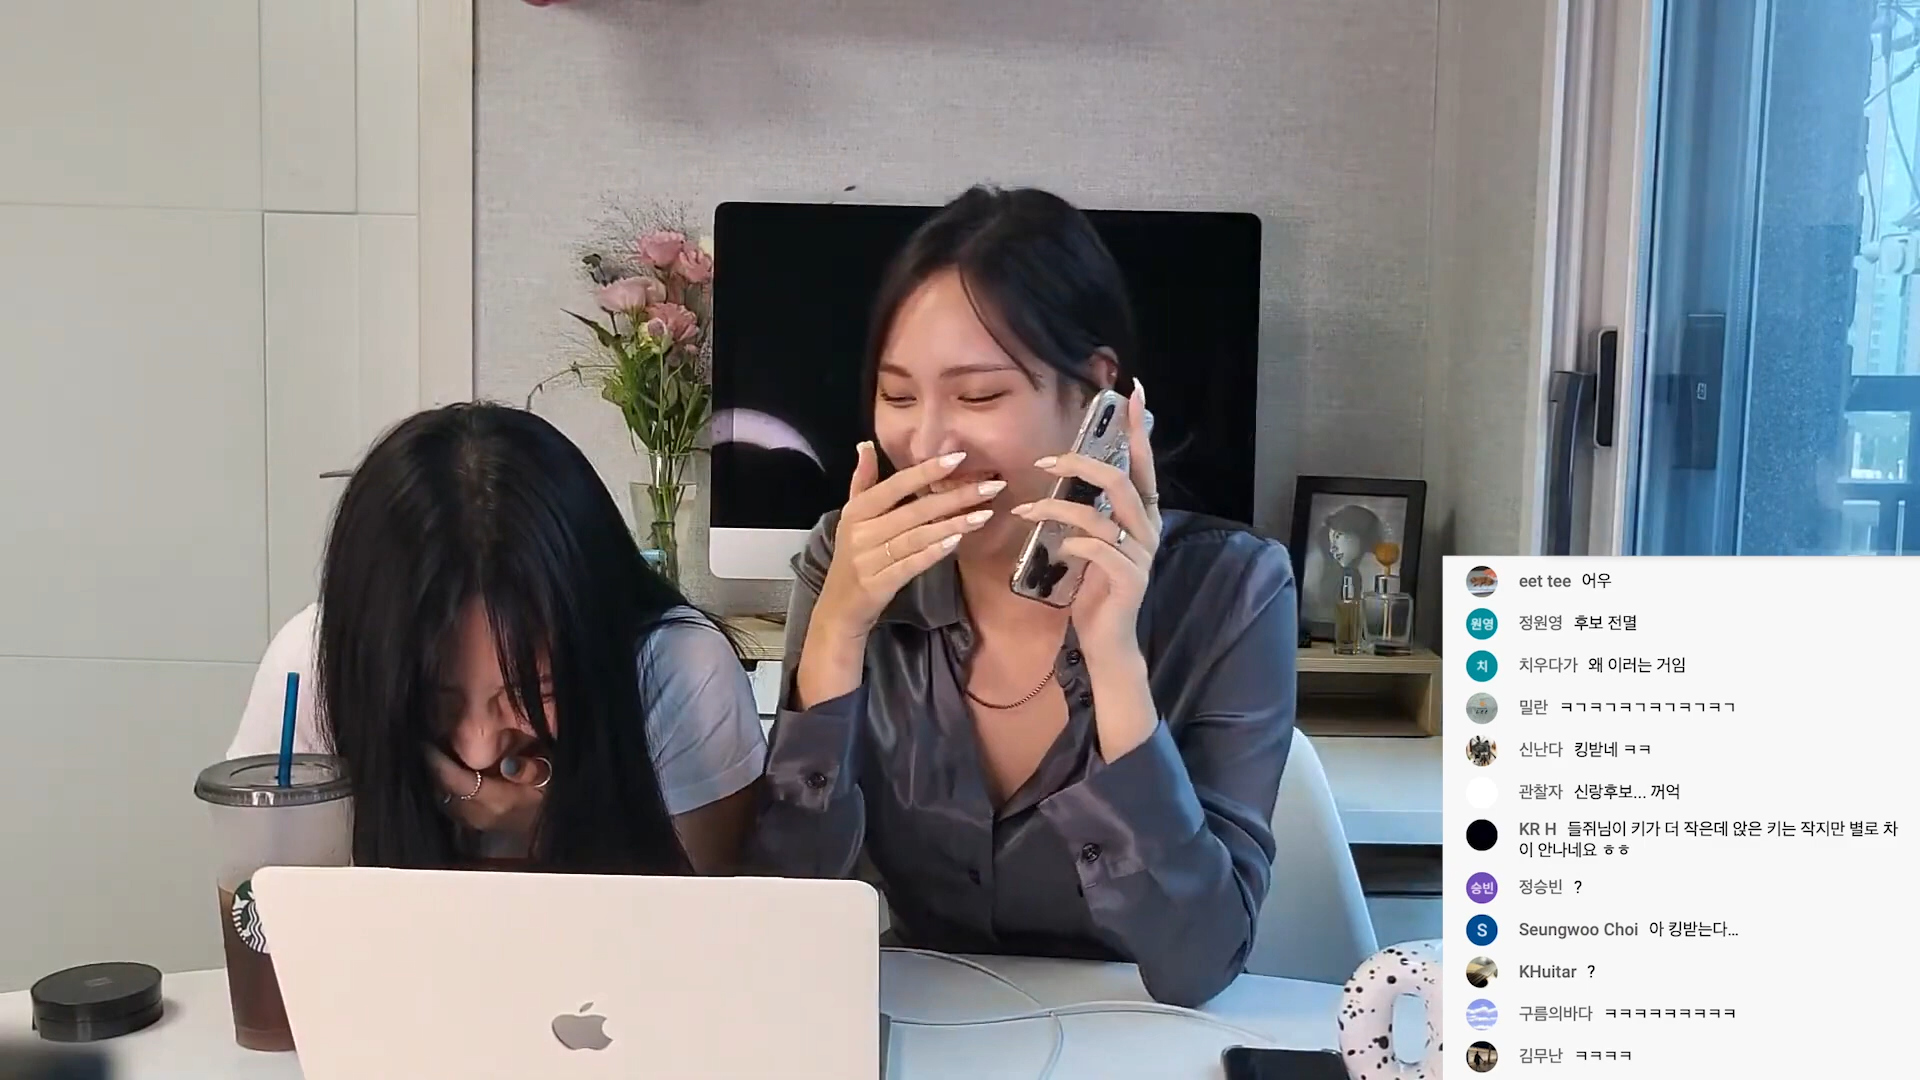 eet tee 어우
원영 정원영 후보 전멸
치 치우다가 왜 이러는 거임
밀란 ㅋㄱㅋㄱㅋㄱㄱㅋㄱㅋㄱ
신난다 킹받네 ㅋㅋ
관찰자 신랑후보... 꺼억
KR H 들쥐님이 키가 더 작은데 앉은 키는 작지만 별로 차
이 안나네요 ㅎㅎ
승빈 정승빈 ?
S Seungwoo Choi 아 킹받는다...
KHuitar ?
구름의바다 ㅋㅋㅋㅋㅋㅋㅋㅋㅋ
김무난 ㅋㅋㅋㅋ